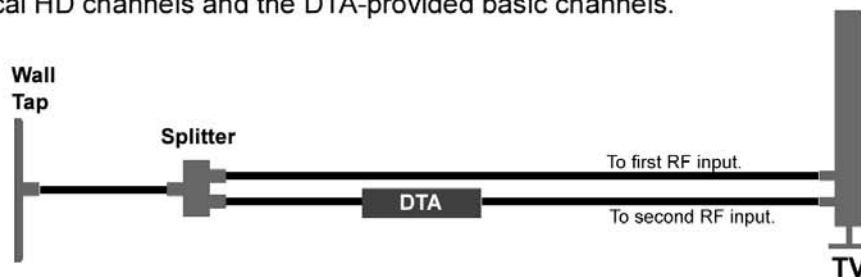 cal HD channels and the DTA-provided basic channels.
Wall
Tap
Splitter
To first RF input.
DTA
To second RF input.
TV